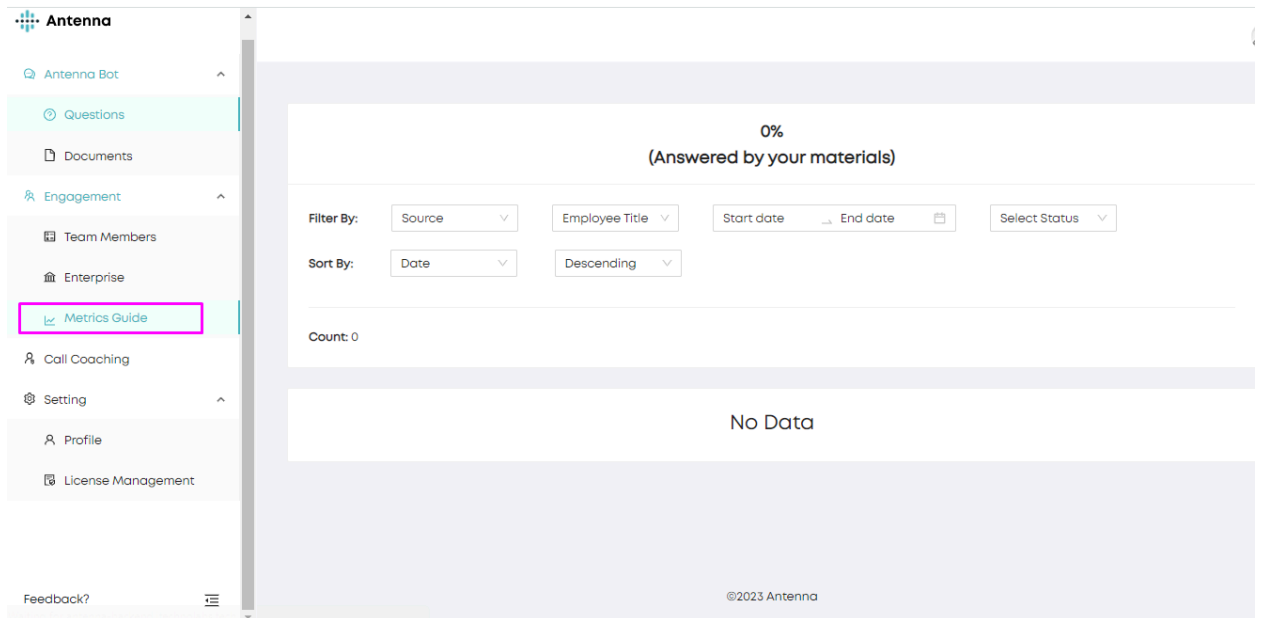 Antenna
Antenna Bot
Questions
Documents
Engagement
Team Members
Enterprise
Metrics Guide
Call Coaching
Setting
Profile
License Management
Feedback?
0%
(Answered by your materials)
Filter By: Source Employee Title Start date End date Select Status
Sort By: Date Descending
Count: 0
No Data
©2023 Antenna